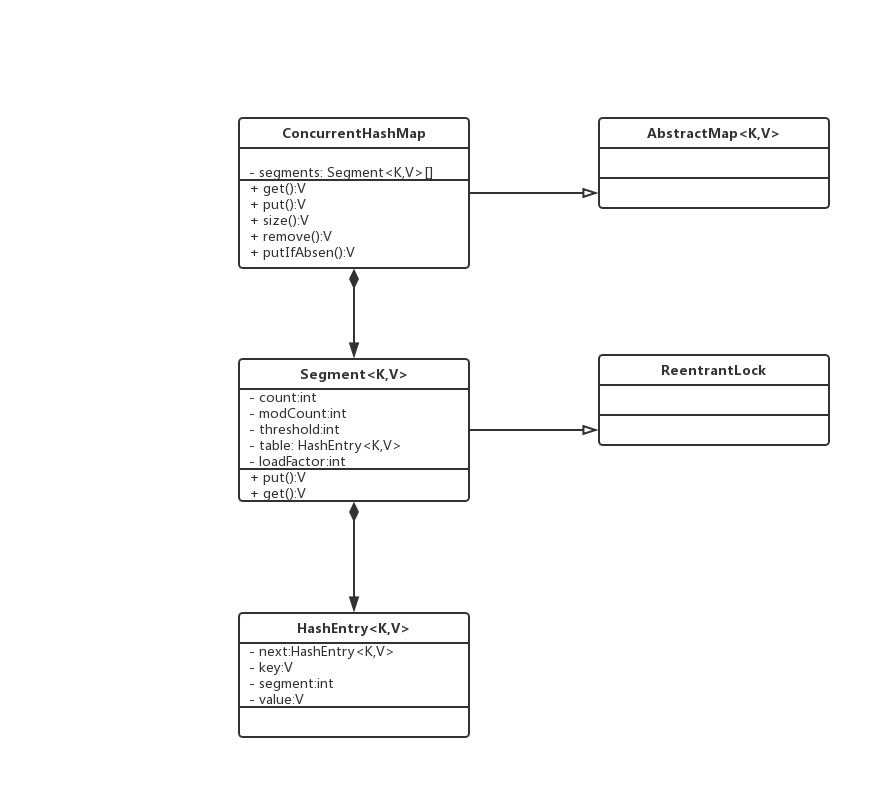 ConcurrentHashMap
- segments: Segment<K,V>[]
+ get():V
+ put():V
+ size():V
+ remove():V
+ putIfAbsen():V
AbstractMap<K,V>
Segment<K,V>
- count:int
- modCount:int
- threshold:int
- table: HashEntry<K,V>
- loadFactor:int
+ put():V
+ get():V
ReentrantLock
HashEntry<K,V>
- next:HashEntry<K,V>
- key:V
- segment:int
- value:V